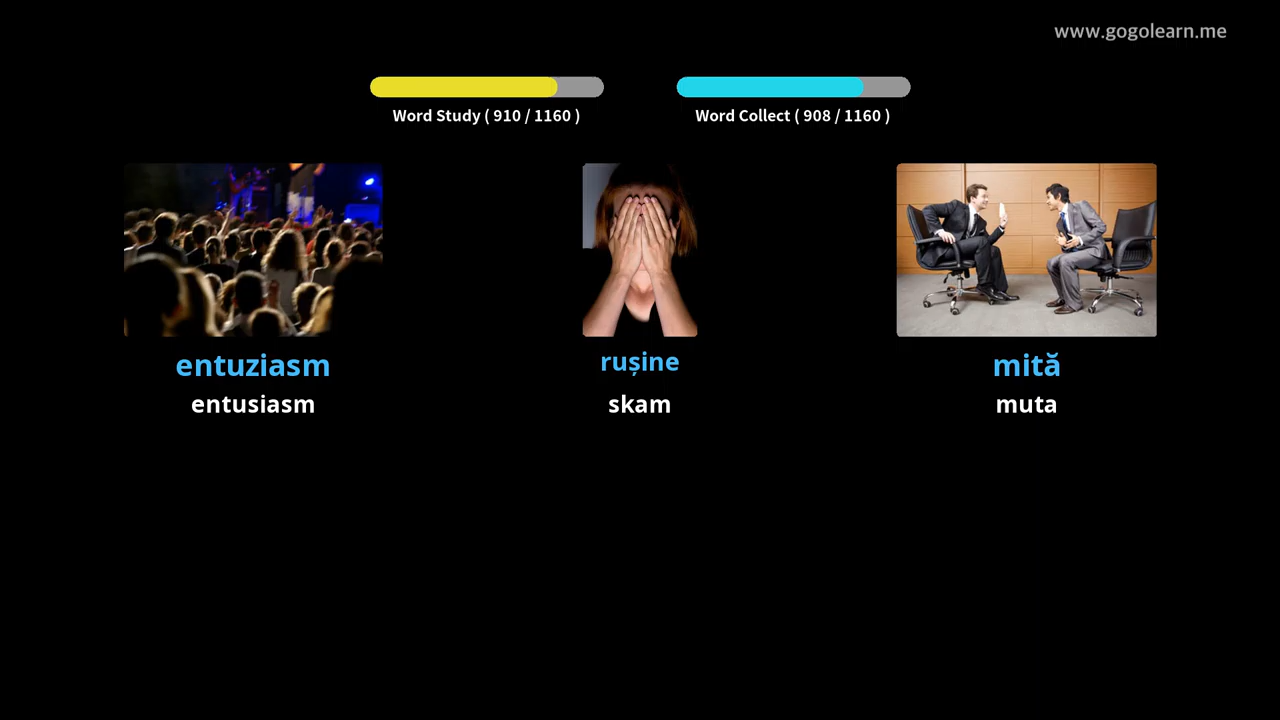 www.gogolearn.me
Word Study ( 910 / 1160 )
Word Collect ( 908 / 1160 )
entuziasm
entusiasm
rușine
skam
mită
muta